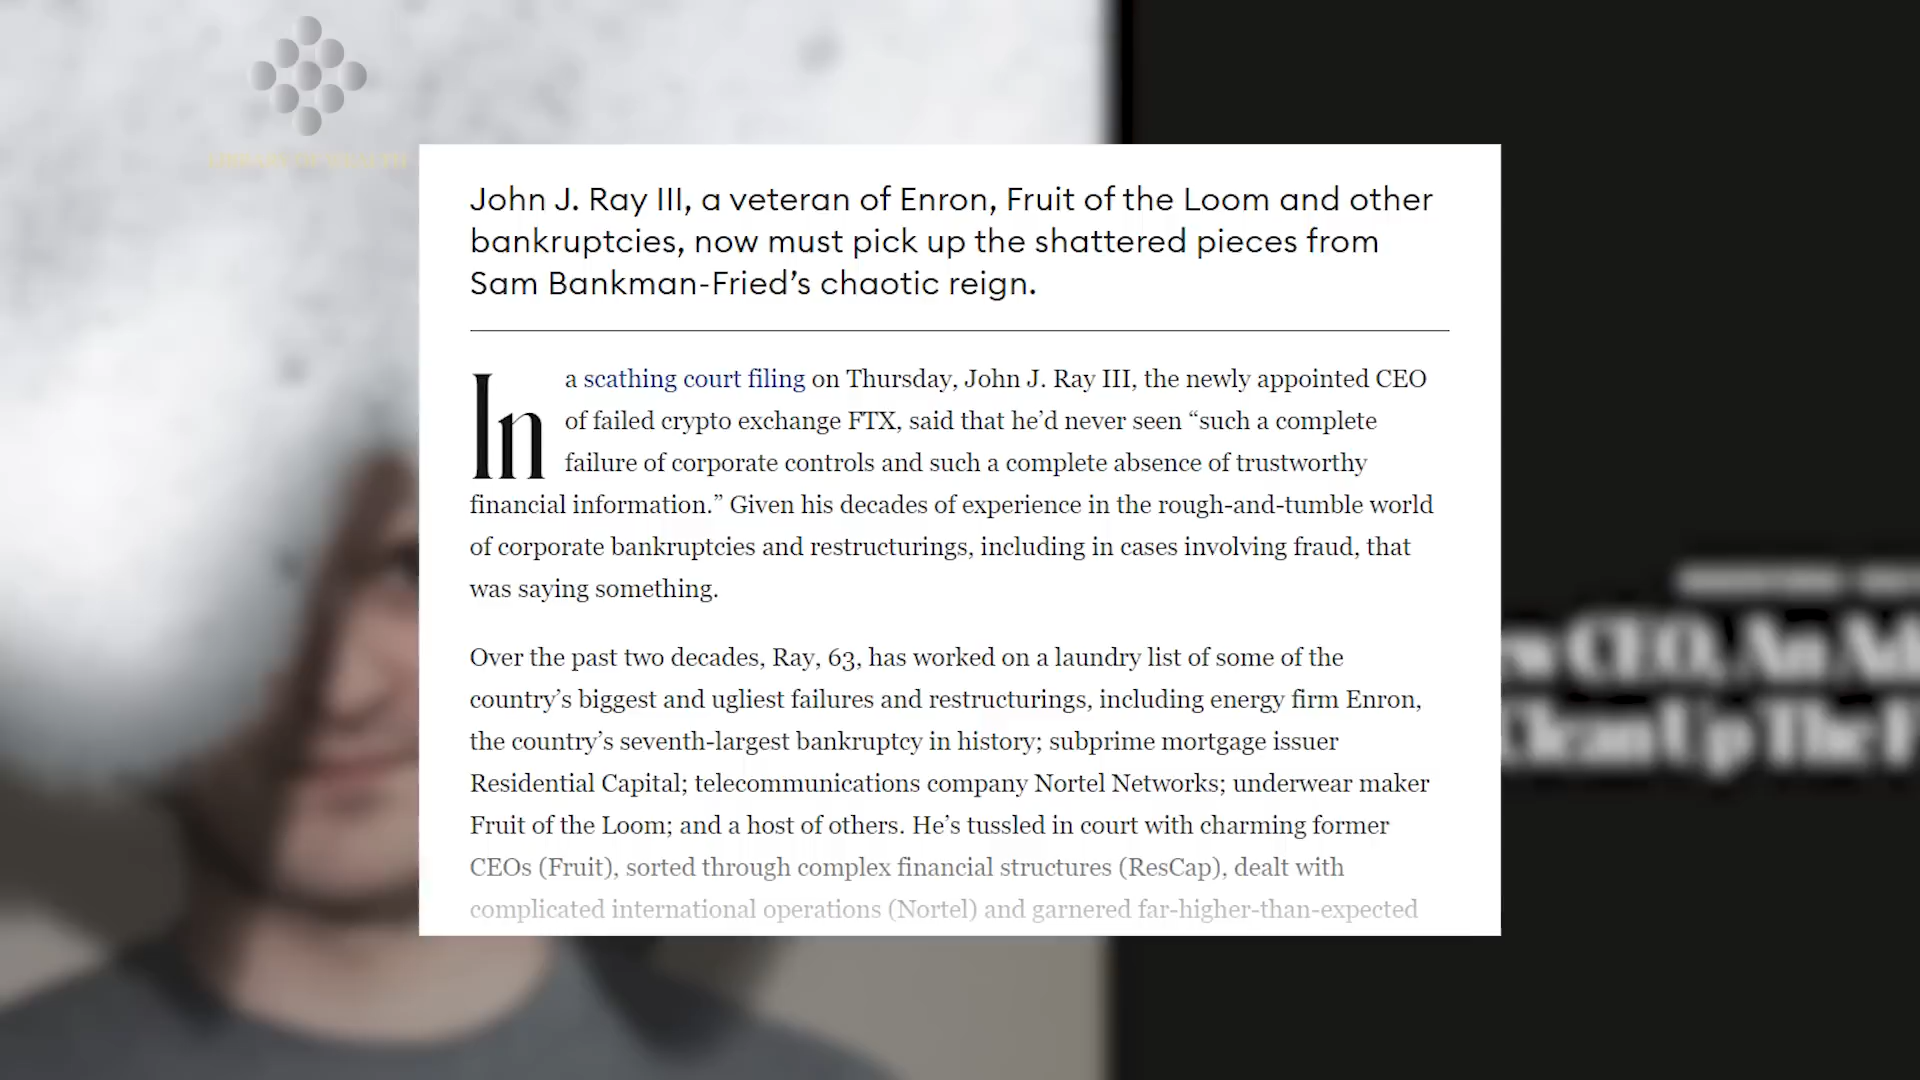 John J. Ray III, a veteran of Enron, Fruit of the Loom and other
bankruptcies, now must pick up the shattered pieces from
Sam Bankman-Fried’s chaotic reign.
In a scathing court filing on Thursday, John J. Ray III, the newly appointed CEO
of failed crypto exchange FTX, said that he’d never seen “such a complete
failure of corporate controls and such a complete absence of trustworthy
financial information.” Given his decades of experience in the rough-and-tumble world
of corporate bankruptcies and restructurings, including in cases involving fraud, that
was saying something.
Over the past two decades, Ray, 63, has worked on a laundry list of some of the
country’s biggest and ugliest failures and restructurings, including energy firm Enron,
the country’s seventh-largest bankruptcy in history; subprime mortgage issuer
Residential Capital; telecommunications company Nortel Networks; underwear maker
Fruit of the Loom; and a host of others. He’s tussled in court with charming former
CEOs (Fruit), sorted through complex financial structures (ResCap), dealt with
complicated international operations (Nortel) and garnered far-higher-than-expected
CEO, An
Clean Up The